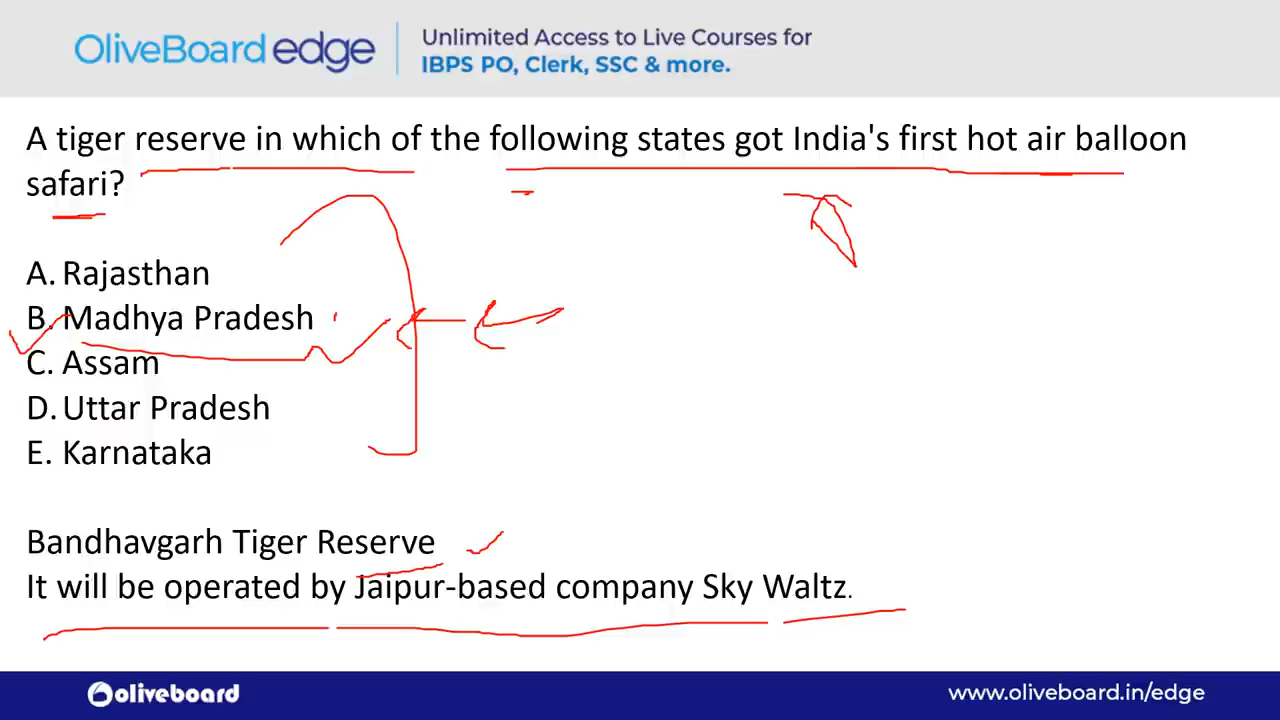 OliveBoard edge
Unlimited Access to Live Courses for
IBPS PO, Clerk, SSC & more.
A tiger reserve in which of the following states got India's first hot air balloon
safari?
A. Rajasthan
B. Madhya Pradesh
C. Assam
D. Uttar Pradesh
E. Karnataka
Bandhavgarh Tiger Reserve
It will be operated by Jaipur-based company Sky Waltz.
oliveboard
www.oliveboard.in/edge